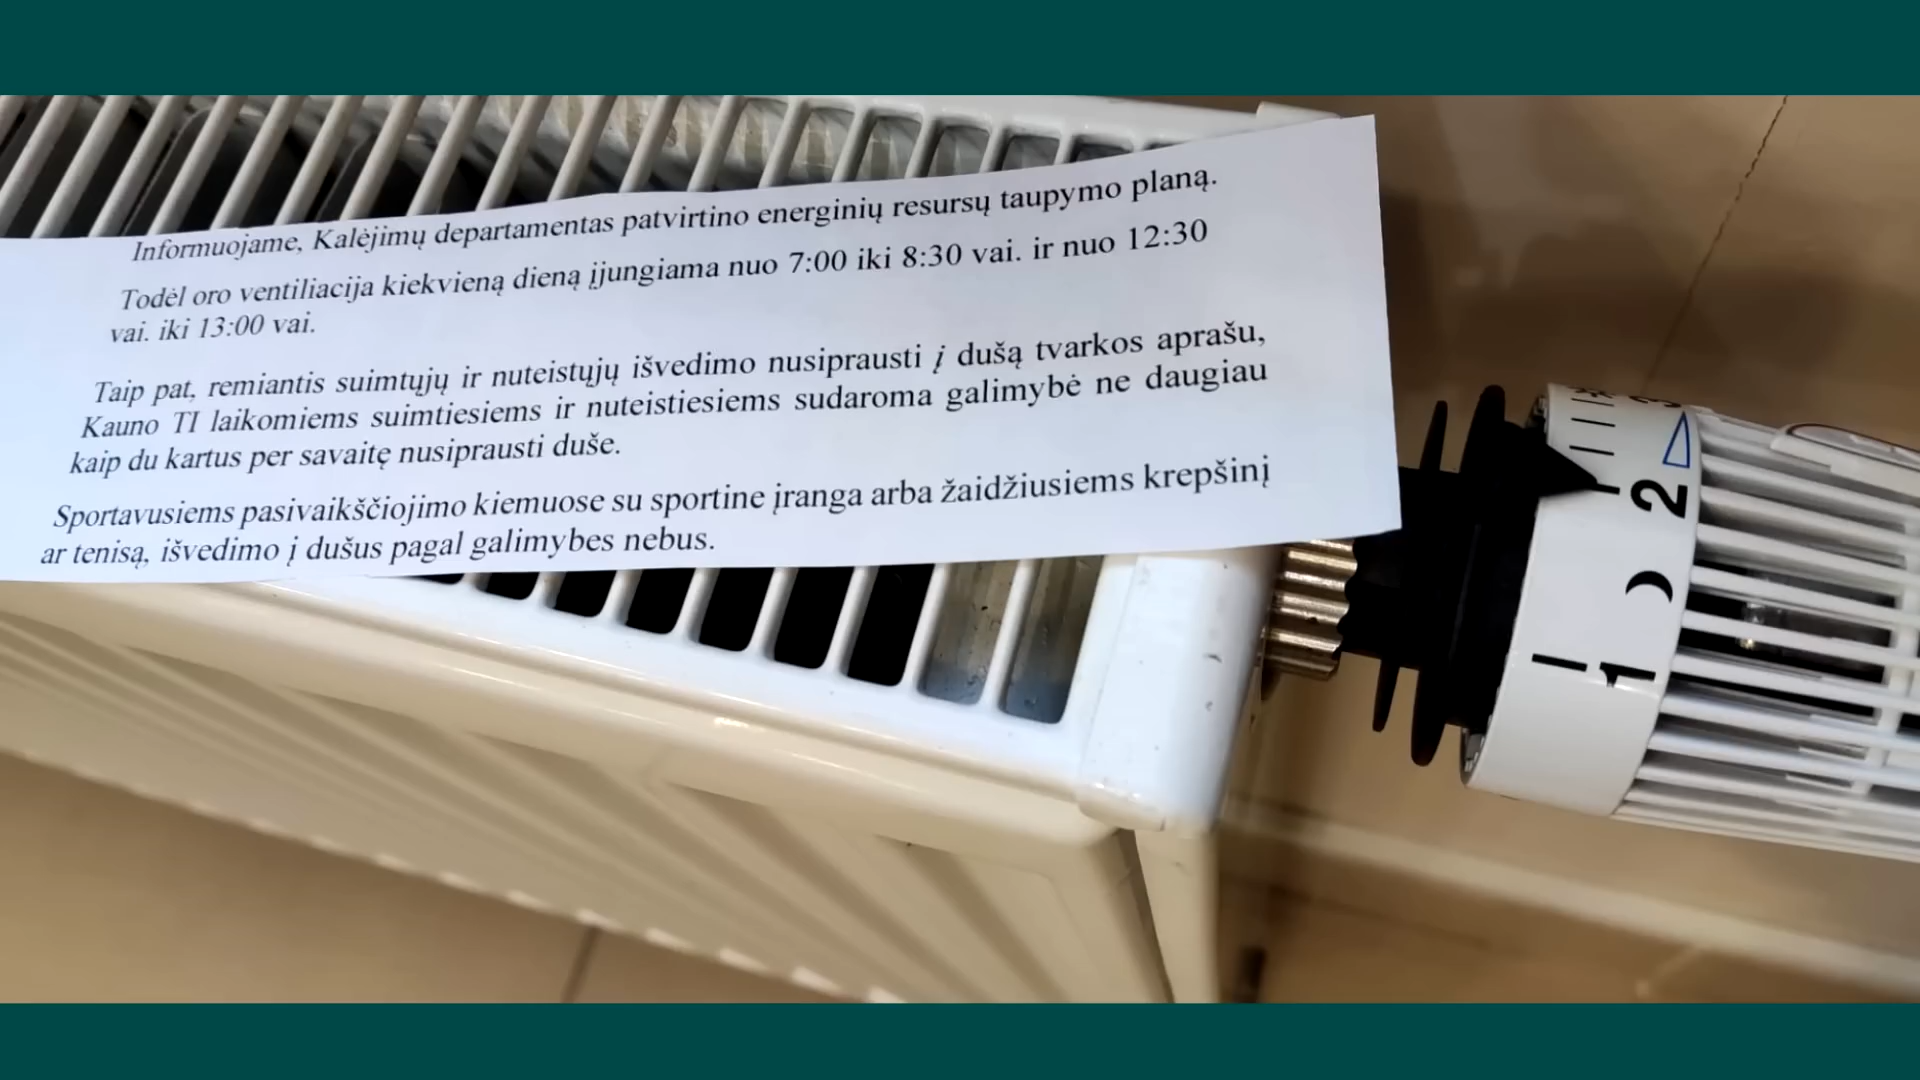 Informuojame, Kalėjimų departamentas patvirtino energinių resursų taupymo planą.
Todėl oro ventiliacija kiekvieną dieną įjungiama nuo 7:00 iki 8:30 vai. ir nuo 12:30
vai. iki 13:00 vai.
Taip pat, remiantis suimtųjų ir nuteistųjų išvedimo nusiprausti į dušą tvarkos aprašu,
Kauno TI laikomiems suimtiesiems ir nuteistiesiems sudaroma galimybė ne daugiau
kaip du kartus per savaitę nusiprausti duše.
Sportavusiems pasivaikščiojimo kiemuose su sportine įranga arba žaidžiusiems krepšinį
ar tenisą, išvedimo į dušus pagal galimybes nebus.
3
2
1